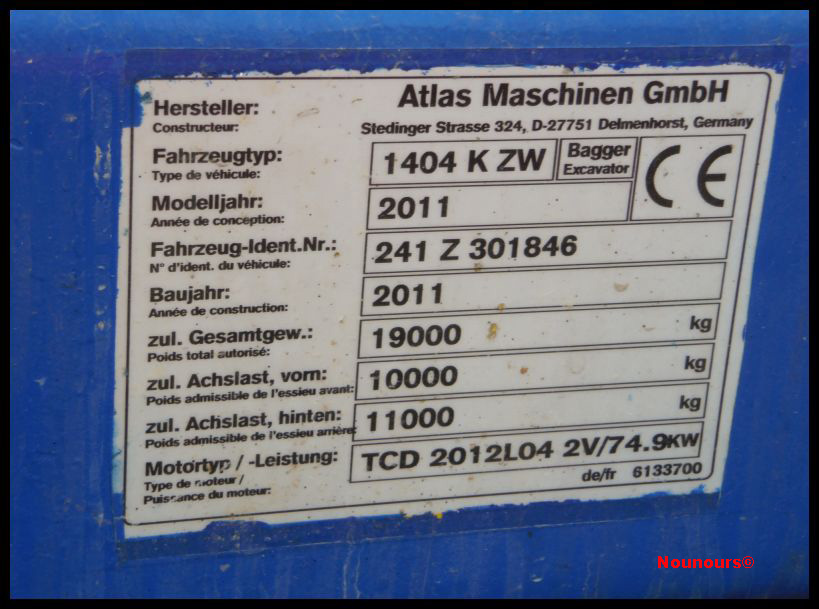 Hersteller: Atlas Maschinen GmbH
Constructeur: Stedinger Strasse 324, D-27751 Delmenhorst, Germany
Fahrzeugtyp: 1404 K ZW Bagger
Type de véhicule: Excavator
CE
Modelljahr: 2011
Année de conception:
Fahrzeug-Ident.Nr.: 241 Z 301846
N° d'ident. du véhicule:
Baujahr: 2011
Année de construction:
zul. Gesamtgew.: 19000 kg
Poids total autorisé:
zul. Achslast, vorn: 10000 kg
Poids admissible de l'essieu avant:
zul. Achslast, hinten: 11000 kg
Poids admissible de l'essieu arrière:
Motortyp / -Leistung: TCD 2012L04 2V/74.9KW
Type de moteur /
Puissance du moteur:
de/fr 6133700
Nounours©